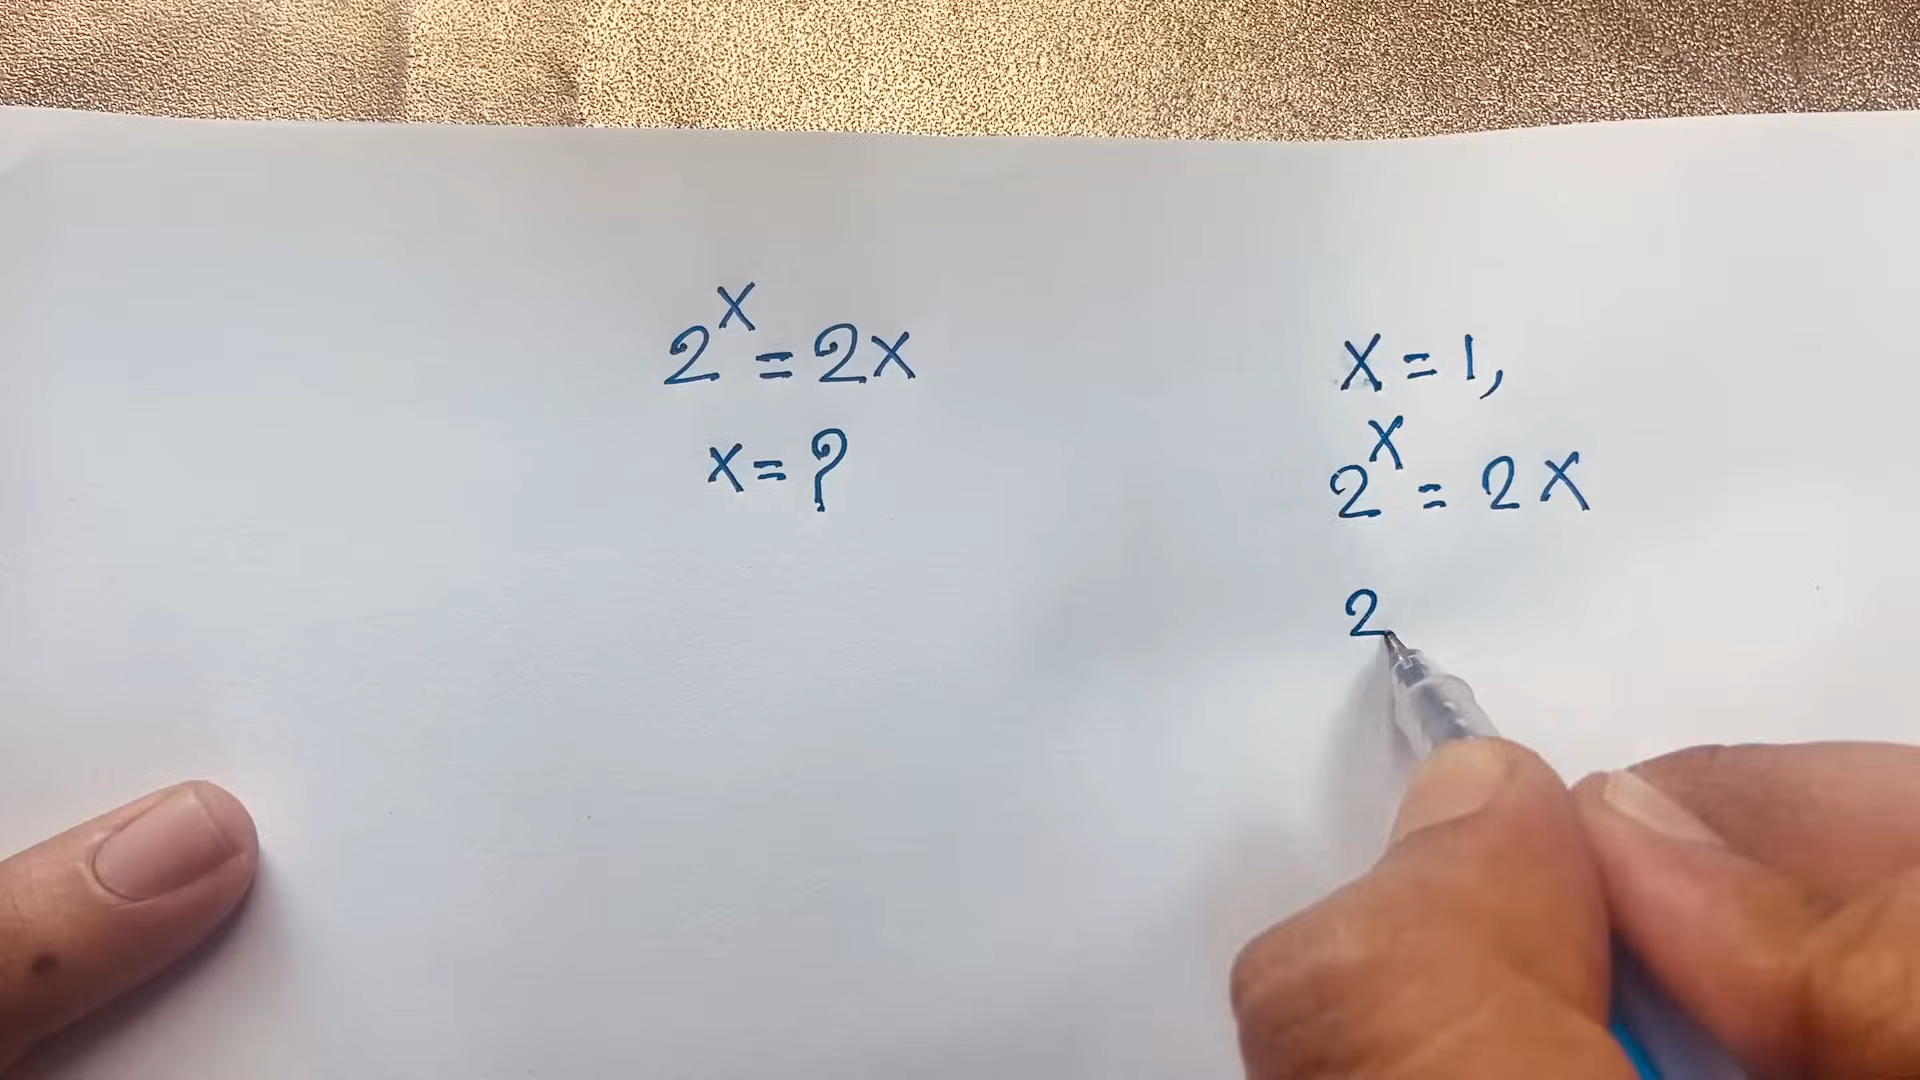 2^x = 2x
x = ?
x = 1,
2^x = 2x
2